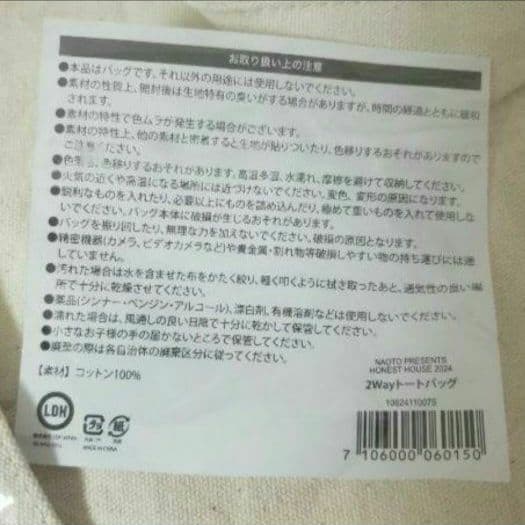 お取り扱い上の注意
●本品はバッグです。それ以外の用途には使用しないでください。
●素材の性質上、開封後は生地特有の臭いがする場合がありますが、時間の経過とともに緩和
されます。
●素材の特性で色ムラが発生する場合がございます。
●素材の特性上、他の素材と密着すると生地が貼りついたり、色移りするおそれがありますので
ご注意ください。
色移りするおそれがあります。高温多湿、水濡れ、摩擦を避けて収納してください。
●火気の近くや高温になる場所には近づけないでください。変色、変形の原因になります。
●鋭利なものを入れたり、必要以上にものを詰め込んだり、極めて重いものを入れて使用しな
いでください。バッグ本体に破損が生じるおそれがあります。
●バッグを振り回したり、無理な力を加えないでください。破損の原因となります。
●精密機器(カメラ、ビデオカメラなど)や貴金属・割れ物等破損しやすい物の持ち運びには適
していません。
●汚れた場合は水を含ませた布をかたく絞り、軽く叩くように拭き取ったあと、通気性の良い場
所で十分に乾燥させてください。
●薬品(シンナー・ベンジン・アルコール)、漂白剤、有機溶剤などは使用しないでください。
●濡れた場合は、風通しの良い日陰で十分に乾かして保管してください。
●小さなお子様の手の届かないところで保管してください。
●廃棄の際は各自治体の廃棄区分に従ってください。
【素材】コットン100%
NAOTO PRESENTS
HONEST HOUSE 2024
2Wayトートバッグ
10624110075
LDH
プラ
紙
MADE IN CHINA
7 106000 060150